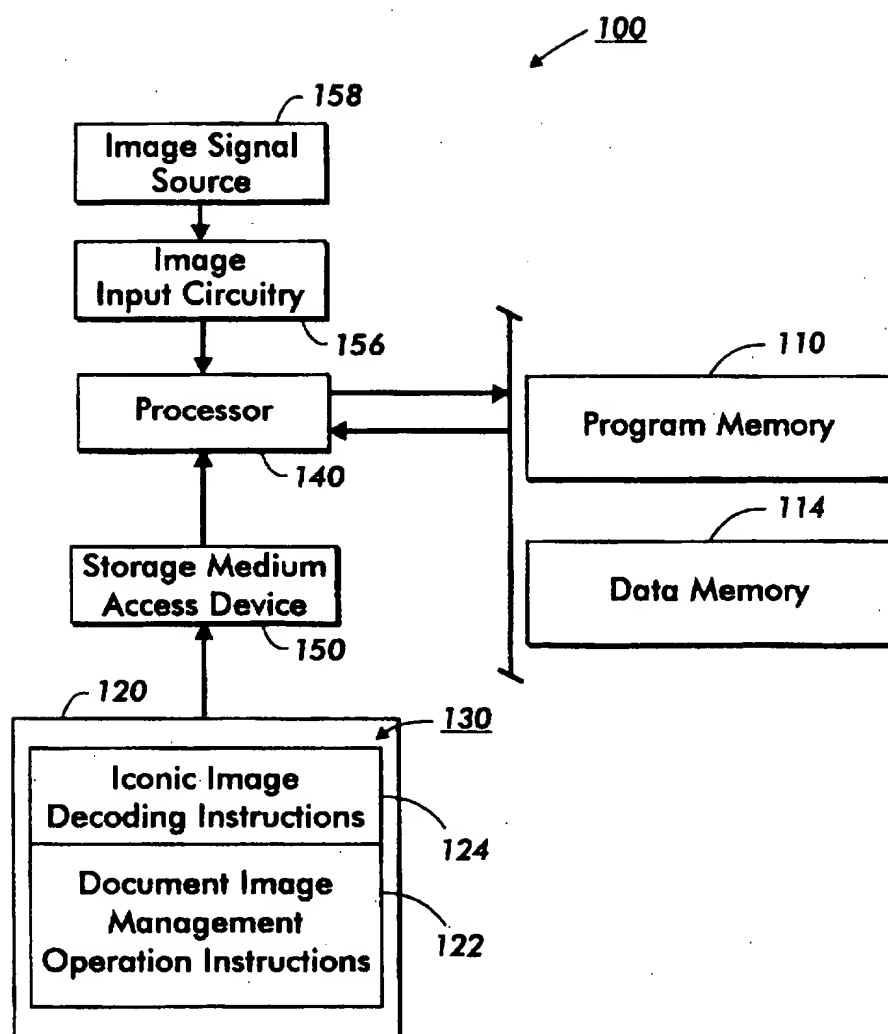 100
158
Image Signal
Source
Image
Input Circuitry
156
110
Processor
Program Memory
140
114
Storage Medium
Access Device
Data Memory
150
120
130
Iconic Image
Decoding Instructions
124
Document Image
Management
Operation Instructions
122